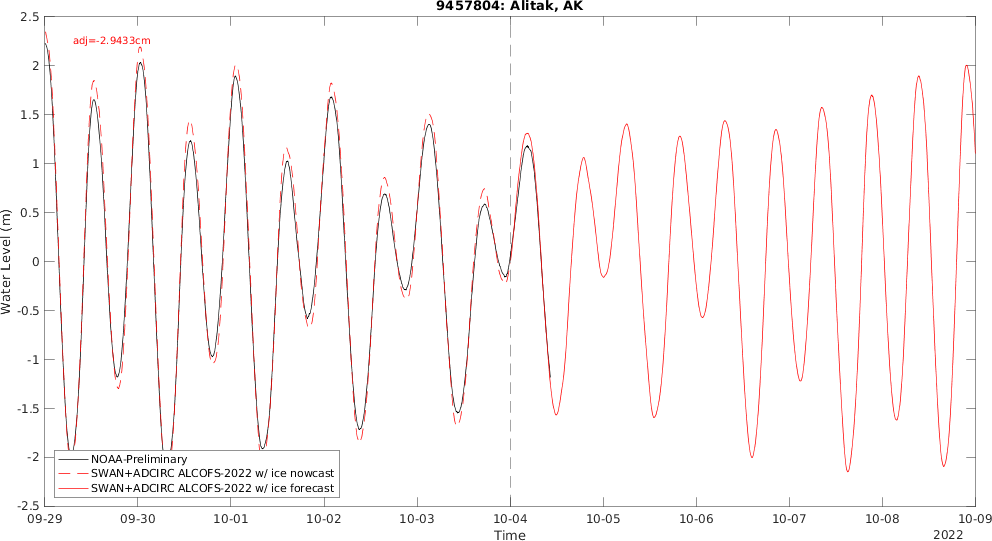 9457804: Alitak, AK
adj=-2.9433cm
2.5
2
1.5
1
0.5
0
-0.5
-1
-1.5
-2
-2.5
Water Level (m)
NOAA-Preliminary
SWAN+ADCIRC ALCOFS-2022 w/ ice nowcast
SWAN+ADCIRC ALCOFS-2022 w/ ice forecast
09-29 09-30 10-01 10-02 10-03 10-04 10-05 10-06 10-07 10-08 10-09
Time
2022